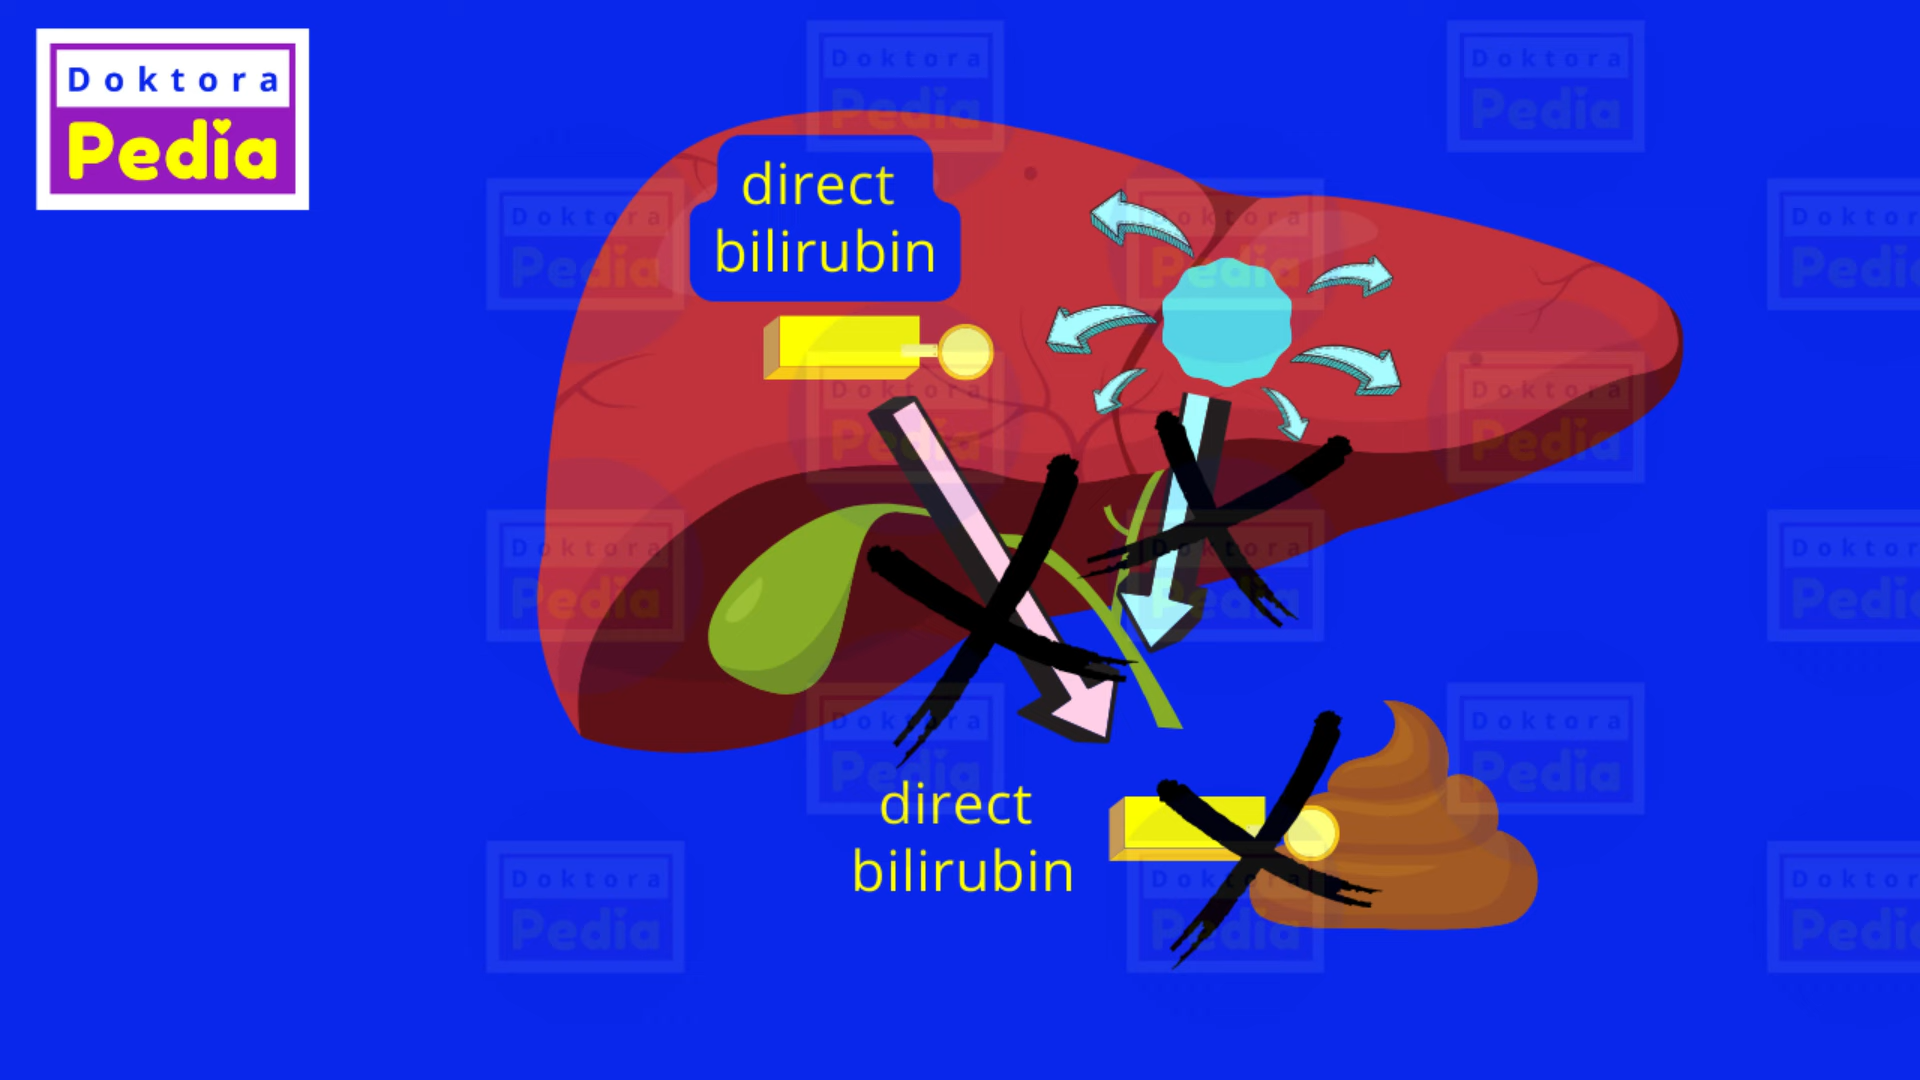 Doktora
Pedia
direct
bilirubin
direct
bilirubin